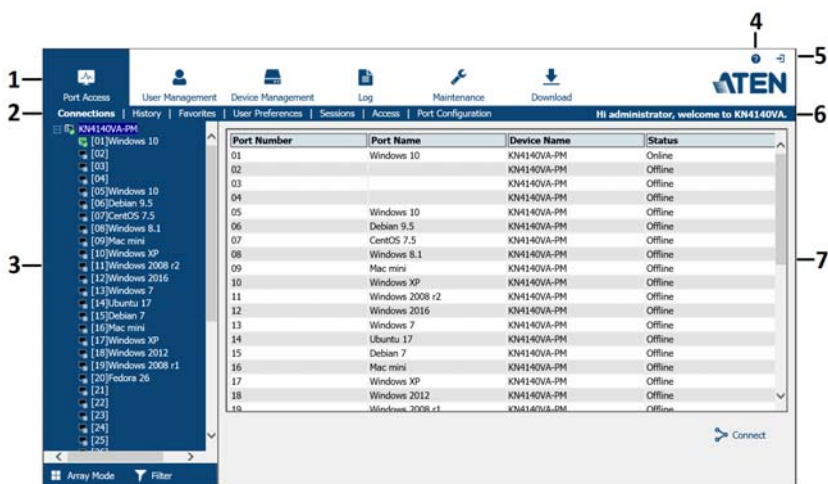 4
1
5
ATEN
Port Access
User Management
Device Management
Log
Maintenance
Download
2
Connections | History | Favorites | User Preferences | Sessions | Access | Port Configuration
Hi administrator, welcome to KN4140VA.
6
3
KN4140VA-PM
[01]Windows 10
[02]
[03]
[04]
[05]Windows 10
[06]Debian 9.5
[07]CentOS 7.5
[08]Windows 8.1
[09]Mac mini
[10]Windows XP
[11]Windows 2008 r2
[12]Windows 2016
[13]Windows 7
[14]Ubuntu 17
[15]Debian 7
[16]Mac mini
[17]Windows XP
[18]Windows 2012
[19]Windows 2008 r1
[20]Fedora 26
[21]
[22]
[23]
[24]
[25]
Array Mode
Filter
7
Port Number Port Name Device Name Status
01 Windows 10 KN4140VA-PM Online
02 KN4140VA-PM Offline
03 KN4140VA-PM Offline
04 KN4140VA-PM Offline
05 Windows 10 KN4140VA-PM Offline
06 Debian 9.5 KN4140VA-PM Offline
07 CentOS 7.5 KN4140VA-PM Offline
08 Windows 8.1 KN4140VA-PM Offline
09 Mac mini KN4140VA-PM Offline
10 Windows XP KN4140VA-PM Offline
11 Windows 2008 r2 KN4140VA-PM Offline
12 Windows 2016 KN4140VA-PM Offline
13 Windows 7 KN4140VA-PM Offline
14 Ubuntu 17 KN4140VA-PM Offline
15 Debian 7 KN4140VA-PM Offline
16 Mac mini KN4140VA-PM Offline
17 Windows XP KN4140VA-PM Offline
18 Windows 2012 KN4140VA-PM Offline
19 Windows 2008 r1 KN4140VA-PM Offline
Connect